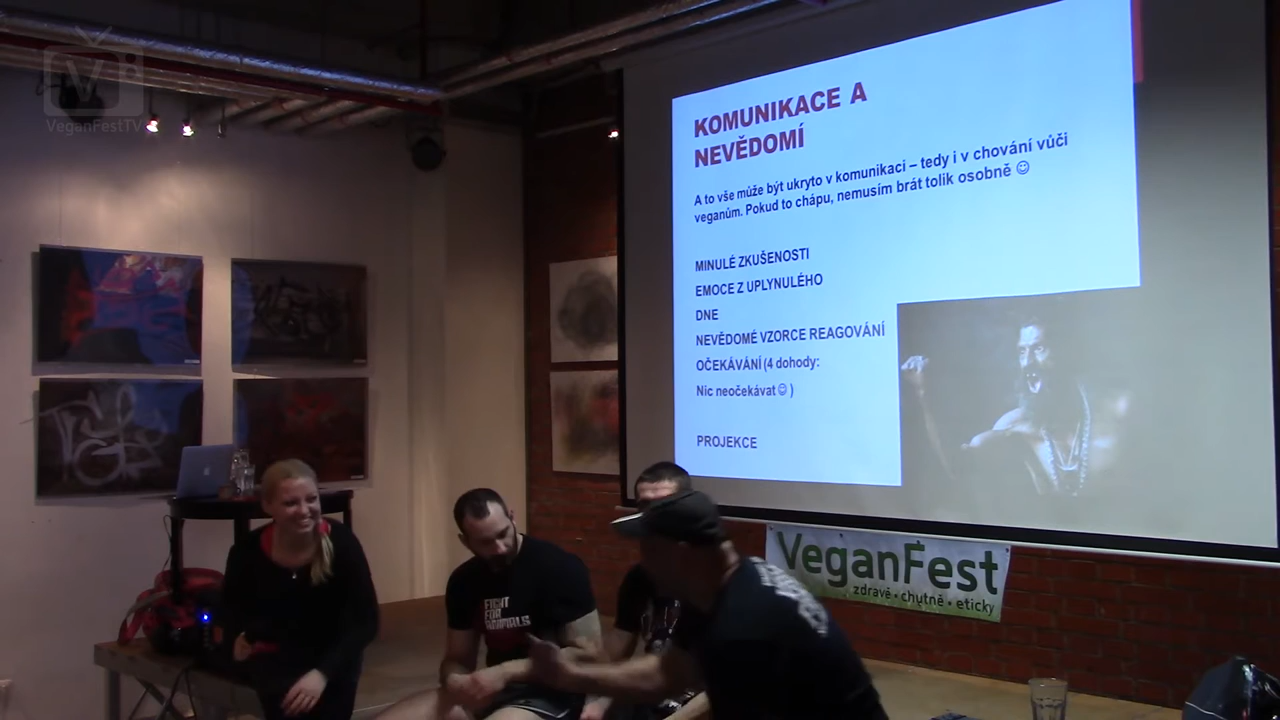 VeganFestTV
KOMUNIKACE A
NEVĚDOMÍ
A to vše může být ukryto v komunikaci – tedy i v chování vůči
veganům. Pokud to chápu, nemusím brát tolik osobně ☺
MINULÉ ZKUŠENOSTI
EMOCE Z UPLYNULÉHO
DNE
NEVĚDOMÉ VZORCE REAGOVÁNÍ
OČEKÁVÁNÍ (4 dohody:
Nic neočekávat ☺ )
PROJEKCE
VeganFest
zdravě • chutně • eticky
FIGHT
FOR
ANIMALS